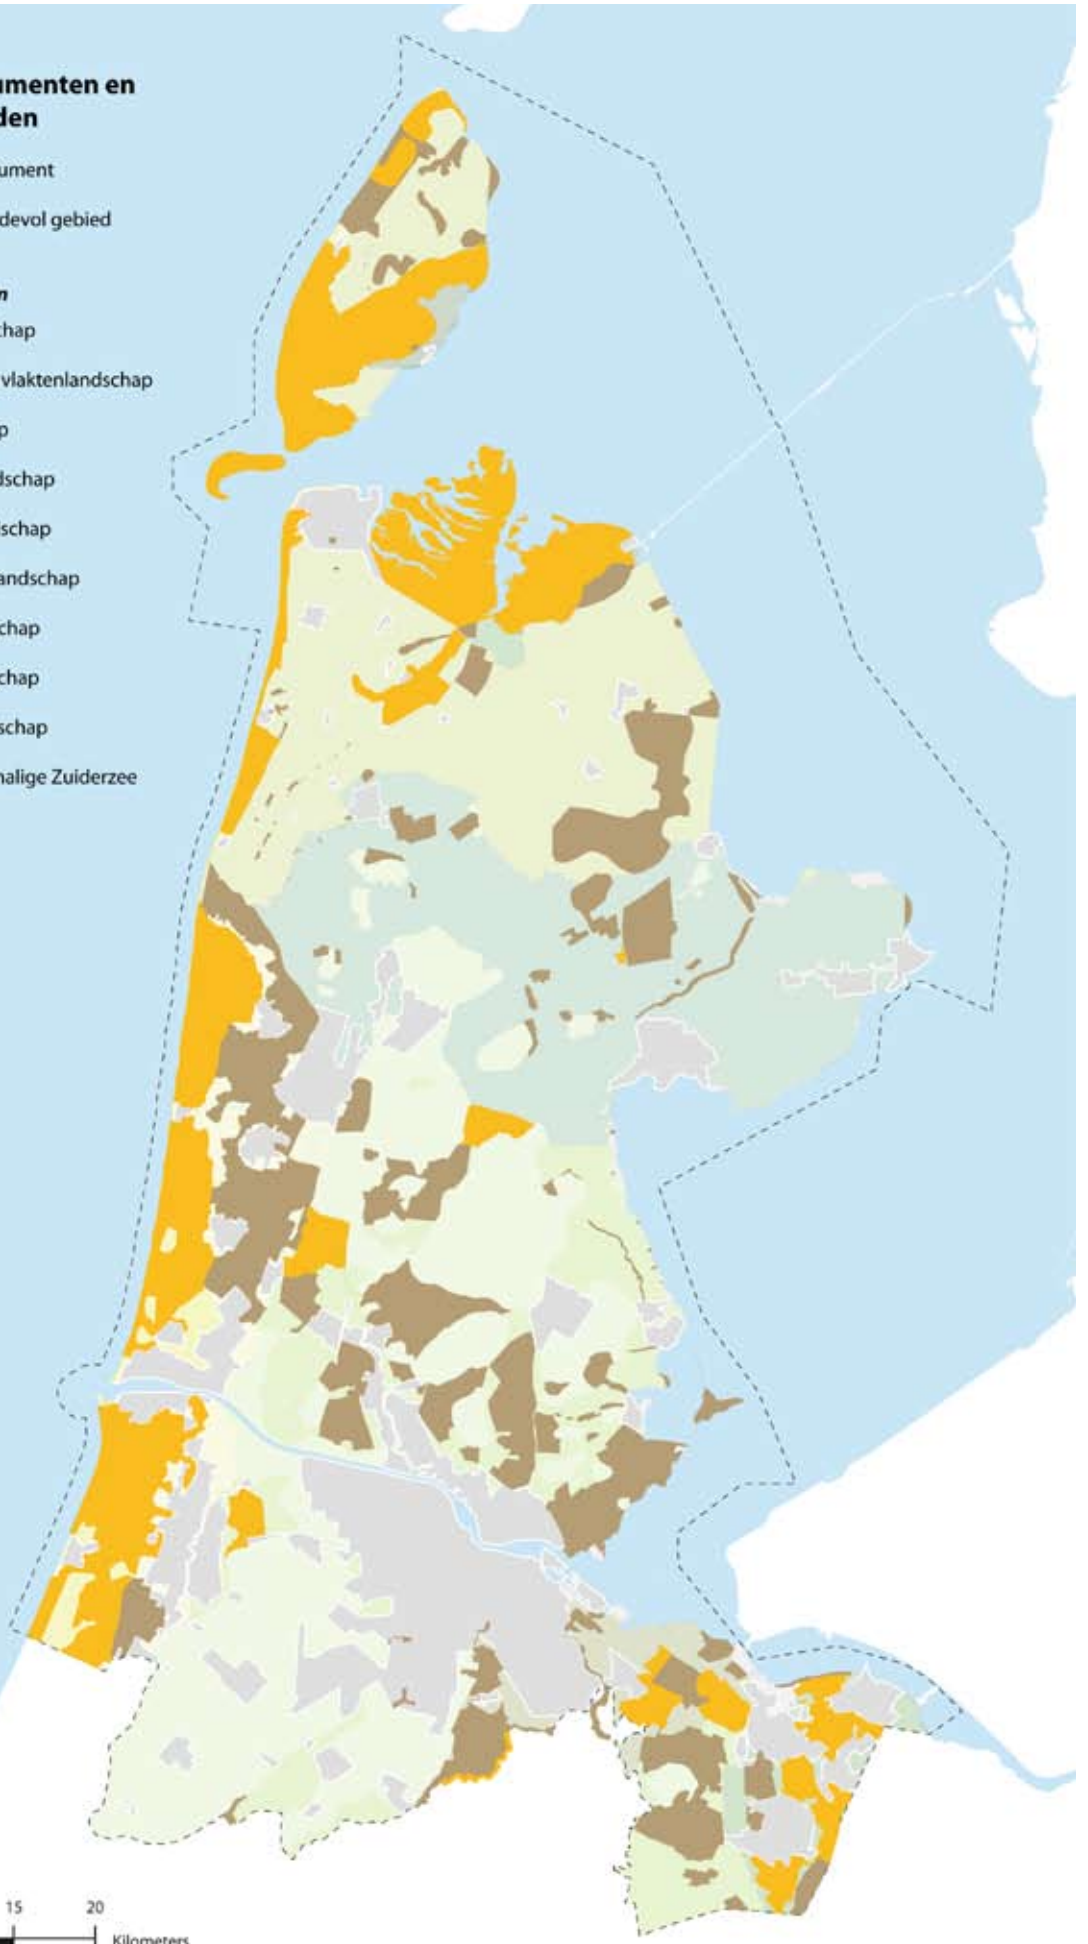 umenten en
den
ument
devol gebied
n
chap
vlaktenlandschap
p
dschap
schap
andschap
chap
chap
schap
nalige Zuiderzee
15 20
Kilometers